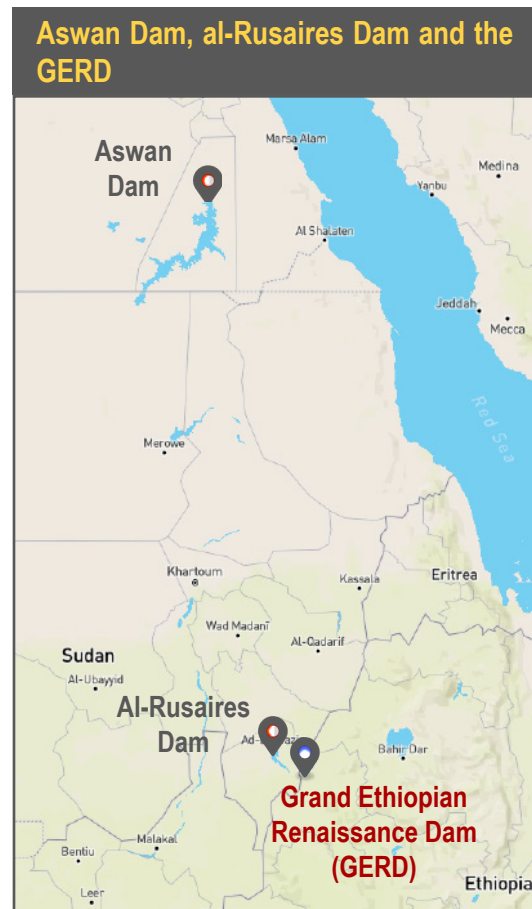 Aswan Dam, al-Rusaires Dam and the
GERD
Marsa Alam
Aswan
Dam
Medina
Yanbu
Al Shalaten
Jeddah
Mecca
Red Sea
Merowe
Khartoum
Kassala
Eritrea
Wad Madanī
Al-Qadarif
Sudan
Al-Ubayyid
Al-Rusaires
Dam
Bahir Dar
Grand Ethiopian
Renaissance Dam
(GERD)
Malakal
Bentiu
Leer
Ethiopia